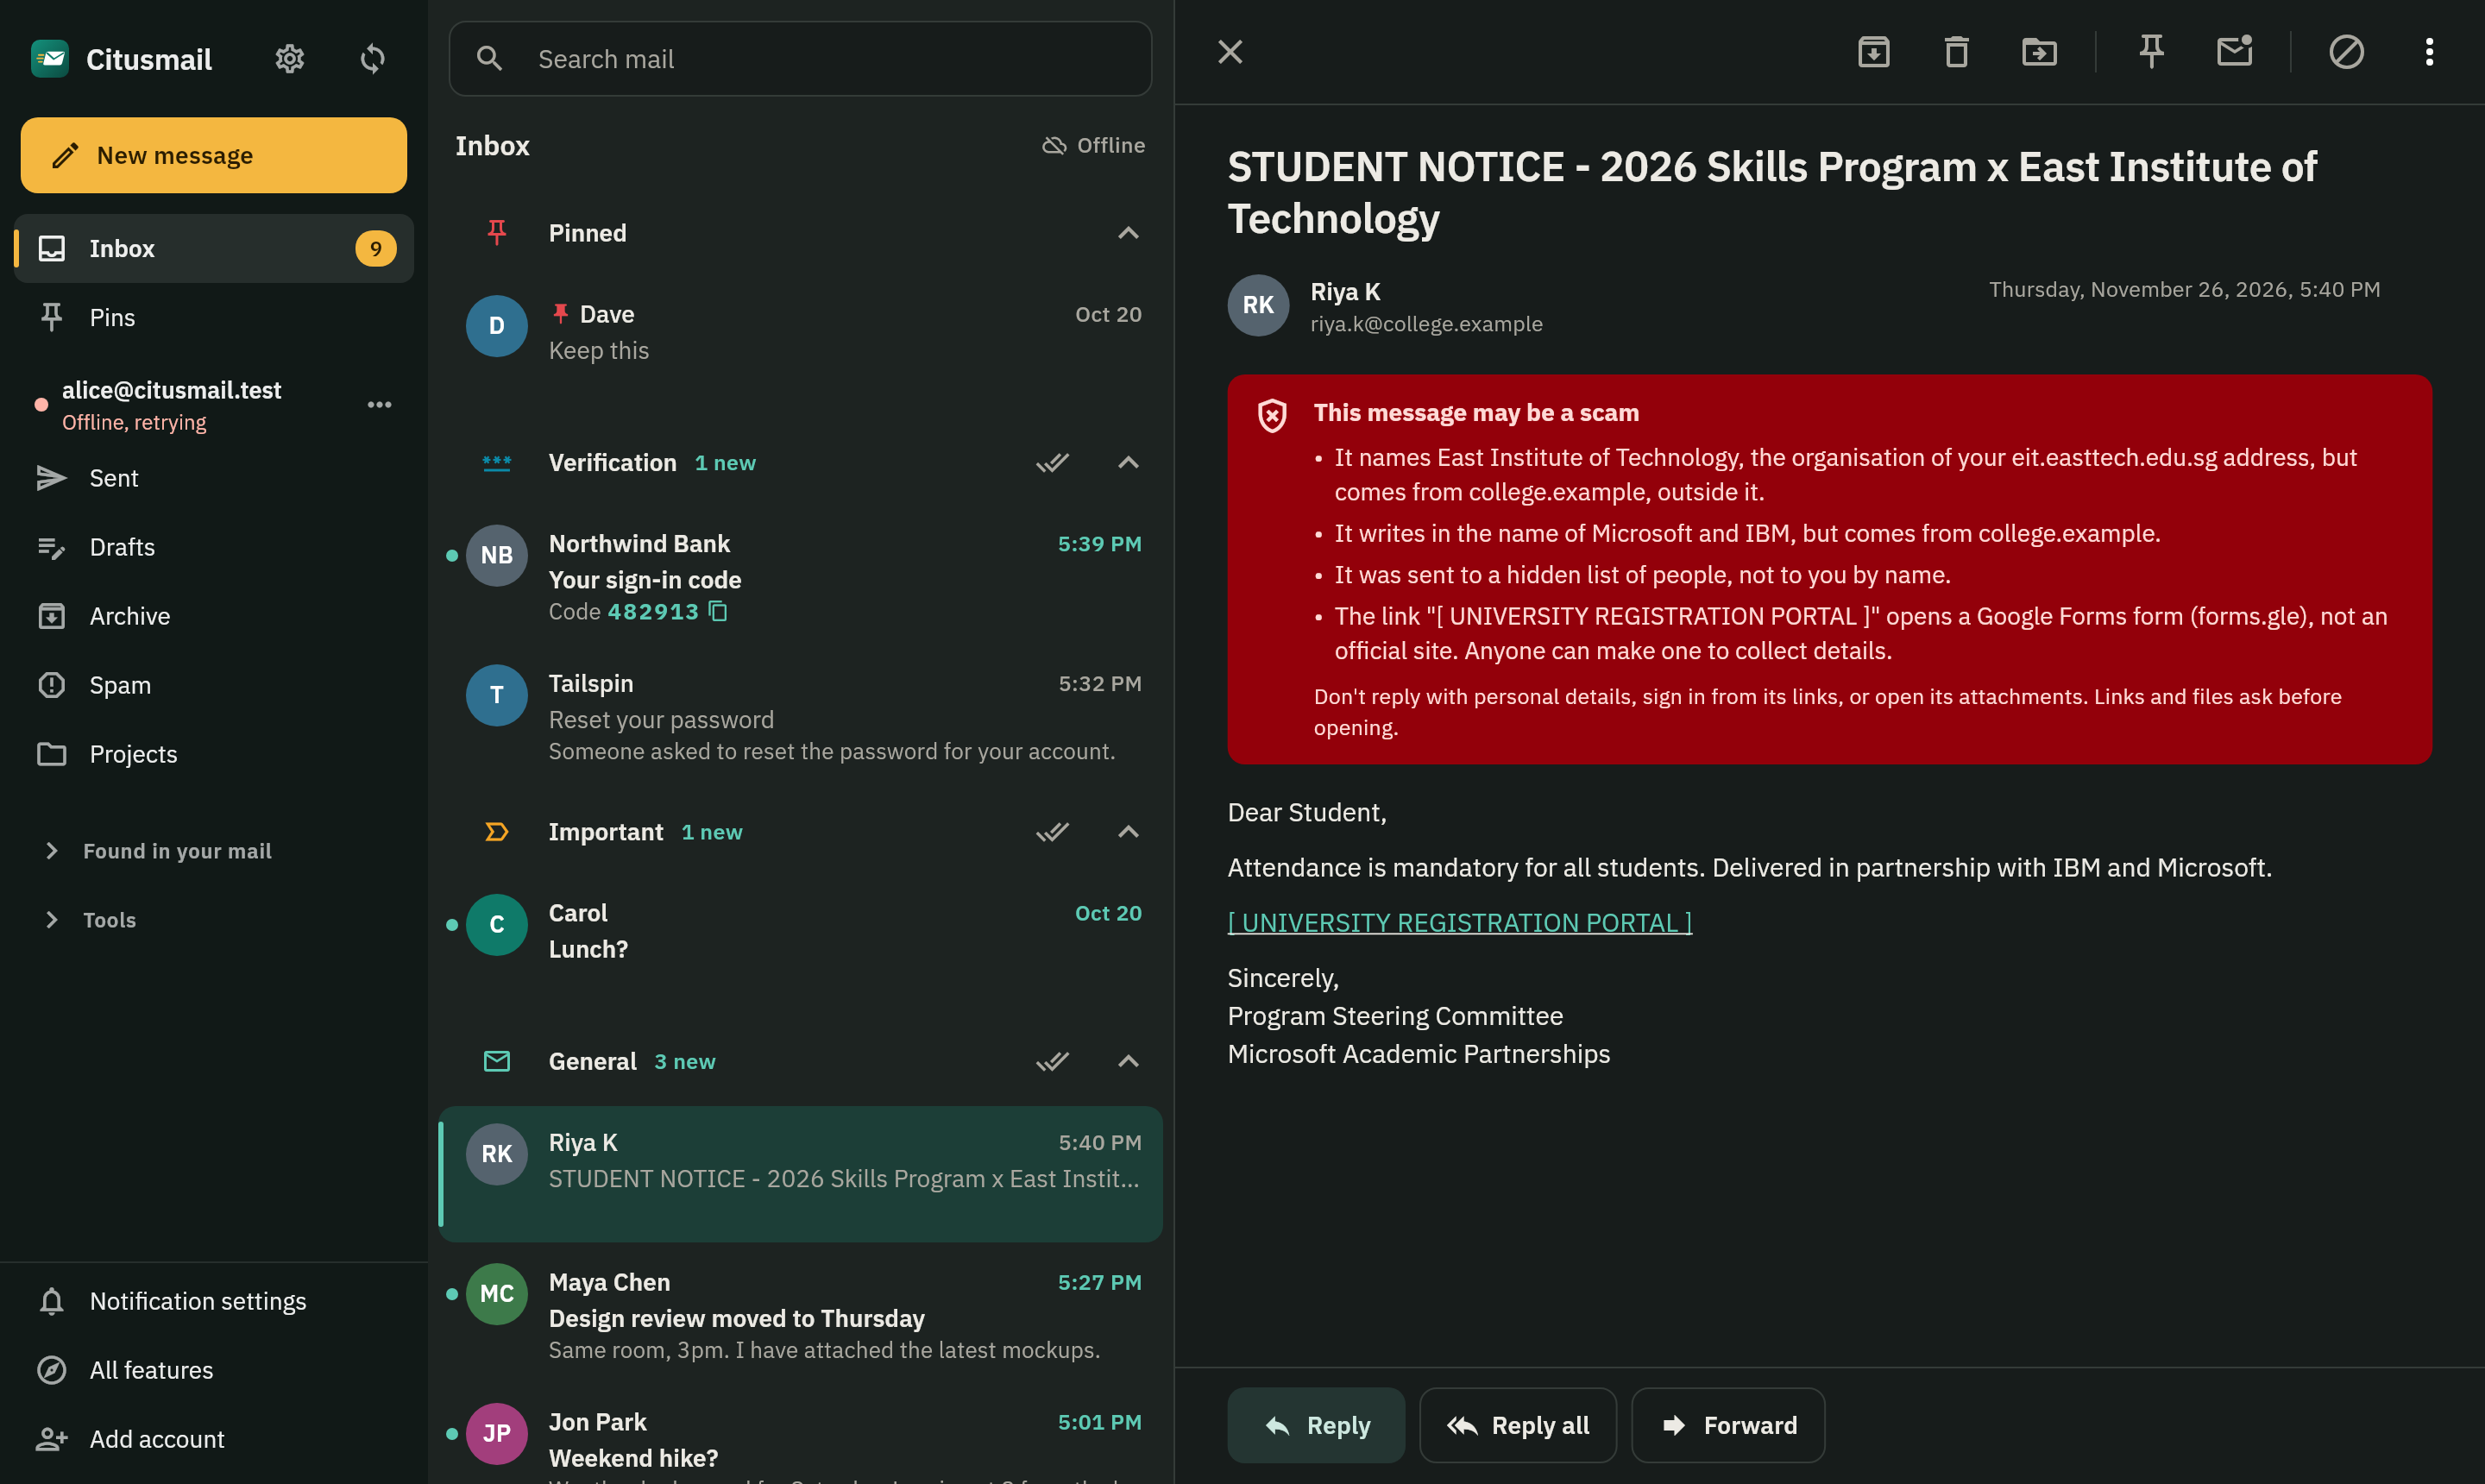 Citusmail
New message
Inbox
9
Pins
alice@citusmail.test
Offline, retrying
Sent
Drafts
Archive
Spam
Projects
Found in your mail
Tools
Notification settings
All features
Add account
Search mail
Inbox
Offline
Pinned
D
Dave
Oct 20
Keep this
Verification 1 new
NB
Northwind Bank
5:39 PM
Your sign-in code
Code 482913
T
Tailspin
5:32 PM
Reset your password
Someone asked to reset the password for your account.
Important 1 new
C
Carol
Oct 20
Lunch?
General 3 new
RK
Riya K
5:40 PM
STUDENT NOTICE - 2026 Skills Program x East Instit...
MC
Maya Chen
5:27 PM
Design review moved to Thursday
Same room, 3pm. I have attached the latest mockups.
JP
Jon Park
5:01 PM
Weekend hike?
STUDENT NOTICE - 2026 Skills Program x East Institute of
Technology
RK
Riya K
riya.k@college.example
Thursday, November 26, 2026, 5:40 PM
This message may be a scam
• It names East Institute of Technology, the organisation of your eit.easttech.edu.sg address, but
comes from college.example, outside it.
• It writes in the name of Microsoft and IBM, but comes from college.example.
• It was sent to a hidden list of people, not to you by name.
• The link "[ UNIVERSITY REGISTRATION PORTAL ]" opens a Google Forms form (forms.gle), not an
official site. Anyone can make one to collect details.
Don't reply with personal details, sign in from its links, or open its attachments. Links and files ask before
opening.
Dear Student,
Attendance is mandatory for all students. Delivered in partnership with IBM and Microsoft.
[ UNIVERSITY REGISTRATION PORTAL ]
Sincerely,
Program Steering Committee
Microsoft Academic Partnerships
Reply
Reply all
Forward